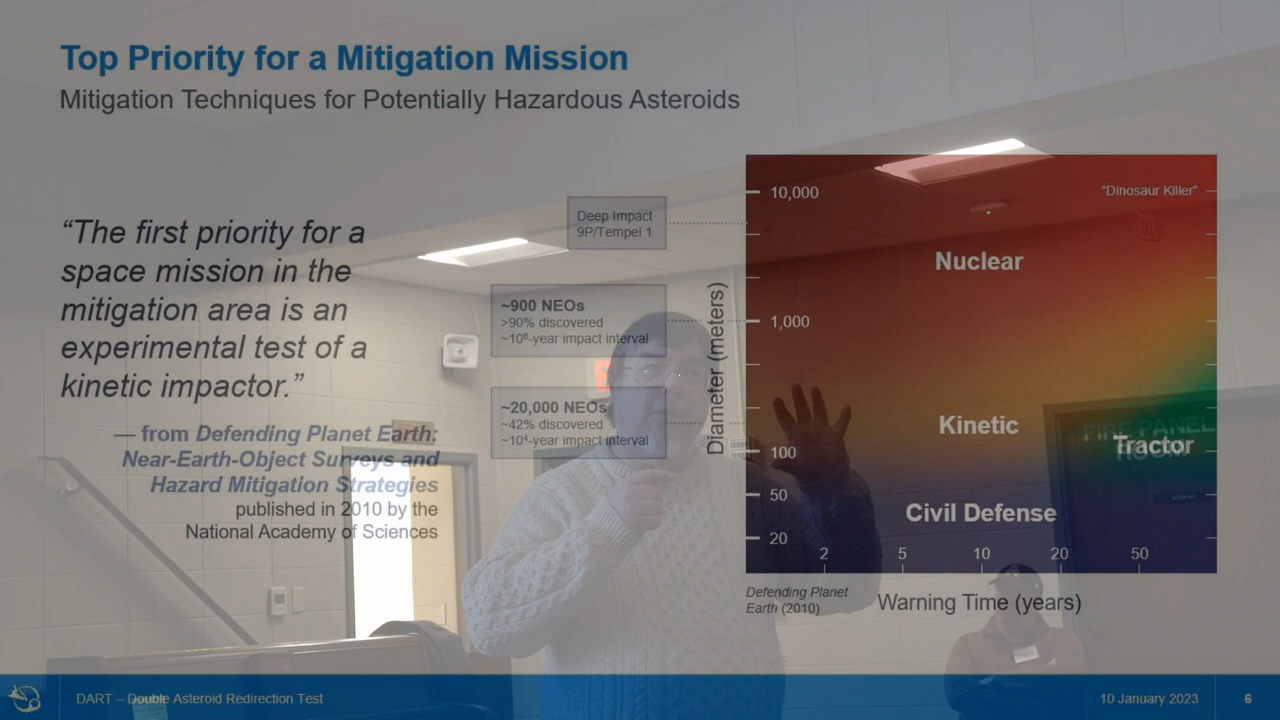 Top Priority for a Mitigation Mission
Mitigation Techniques for Potentially Hazardous Asteroids
“The first priority for a
space mission in the
mitigation area is an
experimental test of a
kinetic impactor.”
— from Defending Planet Earth:
Near-Earth-Object Surveys and
Hazard Mitigation Strategies
published in 2010 by the
National Academy of Sciences
Deep Impact
9P/Tempel 1
~900 NEOs
>90% discovered
~10⁶-year impact interval
~20,000 NEOs
~42% discovered
~10⁴-year impact interval
Diameter (meters)
10,000
1,000
100
50
20
"Dinosaur Killer"
Nuclear
Kinetic
FIRE PANEL
ROOM
Tractor
Civil Defense
2 5 10 20 50
Defending Planet
Earth (2010)
Warning Time (years)
DART – Double Asteroid Redirection Test
10 January 2023
6